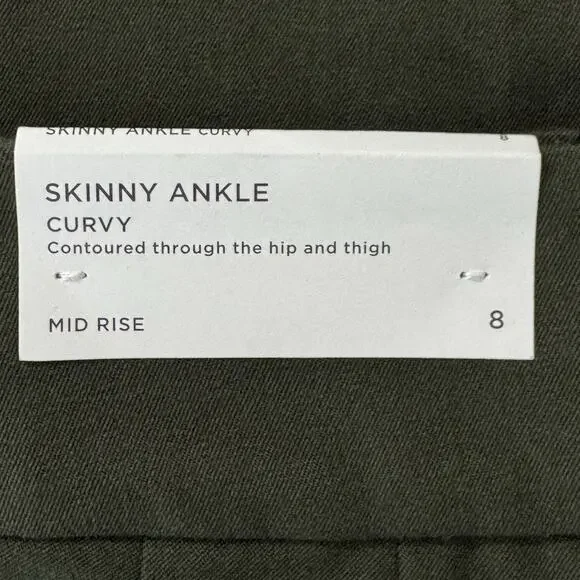 SKINNY ANKLE CURVY 8
SKINNY ANKLE
CURVY
Contoured through the hip and thigh
MID RISE 8